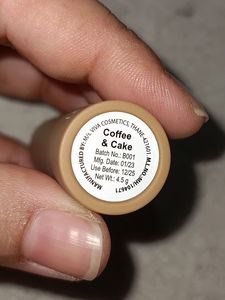 Coffee
& Cake
Batch No.: B001
Mfg. Date: 01/23
Use Before: 12/25
Net Wt.: 4.5 g
MANUFACTURED BY: M/s. VIVA COSMETICS, THANE-421601. M.L.NO.:MH/104671